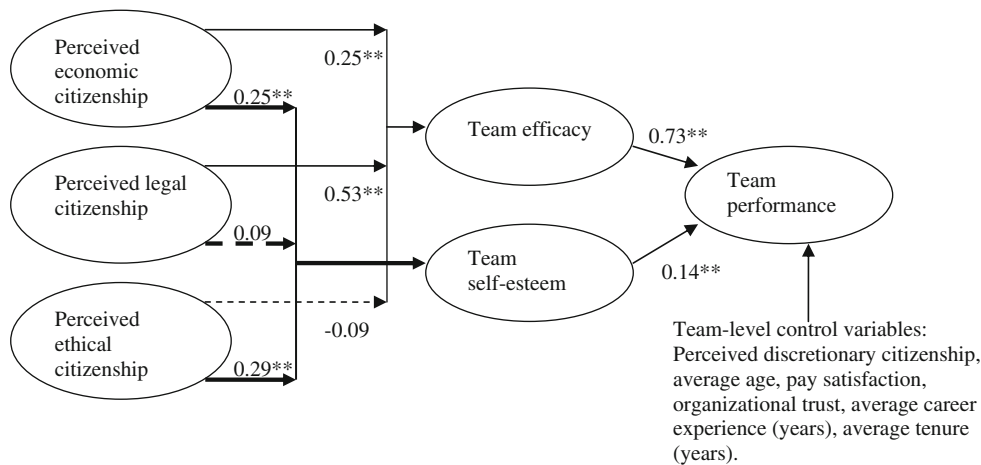 Perceived
economic
citizenship
0.25**
0.25**
Team efficacy
0.73**
Perceived legal
citizenship
0.53**
0.09
Team
performance
Team
self-esteem
0.14**
Perceived
ethical
citizenship
-0.09
0.29**
Team-level control variables:
Perceived discretionary citizenship,
average age, pay satisfaction,
organizational trust, average career
experience (years), average tenure
(years).